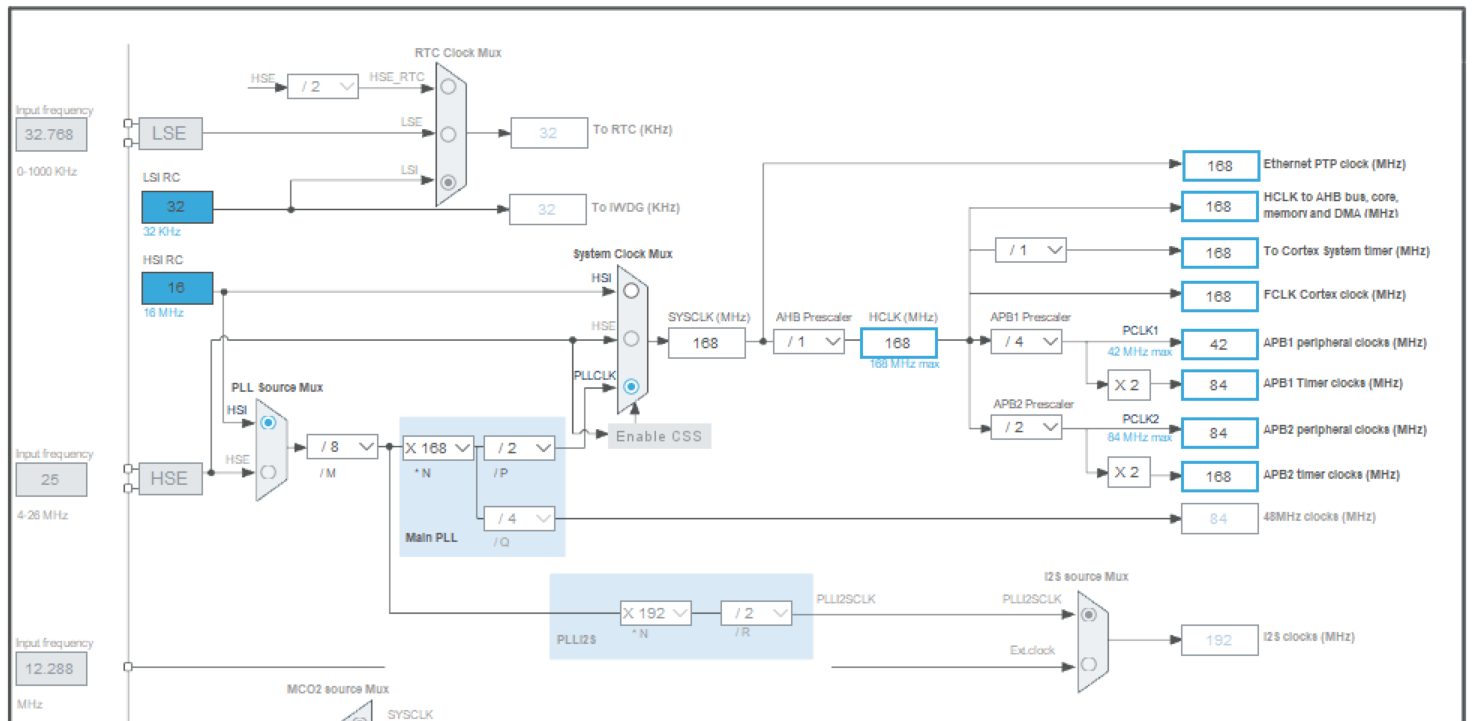 RTC Clock Mux
HSE
/ 2
HSE_RTC
Input frequency
32.768
0-1000 KHz
LSE
LSE
32
To RTC (KHz)
LSI RC
32
32 KHz
LSI
32
To IWDG (KHz)
HSI RC
16
16 MHz
System Clock Mux
HSI
HSE
PLLCLK
SYSCLK (MHz)
168
AHB Prescaler
/ 1
HCLK (MHz)
168
168 MHz max
168
Ethernet PTP clock (MHz)
168
HCLK to AHB bus, core,
memory and DMA (MHz)
/ 1
168
To Cortex System timer (MHz)
168
FCLK Cortex clock (MHz)
APB1 Prescaler
/ 4
PCLK1
42 MHz max
42
APB1 peripheral clocks (MHz)
X 2
84
APB1 Timer clocks (MHz)
APB2 Prescaler
/ 2
PCLK2
84 MHz max
84
APB2 peripheral clocks (MHz)
X 2
168
APB2 timer clocks (MHz)
PLL Source Mux
HSI
HSE
/ 8
/ M
Input frequency
25
4-26 MHz
HSE
X 168
* N
/ 2
/ P
Enable CSS
/ 4
/ Q
Main PLL
84
48MHz clocks (MHz)
X 192
* N
/ 2
/ R
PLLI2S
PLLI2SCLK
I2S source Mux
PLLI2SCLK
Ext.clock
192
I2S clocks (MHz)
Input frequency
12.288
MHz
MCO2 source Mux
SYSCLK